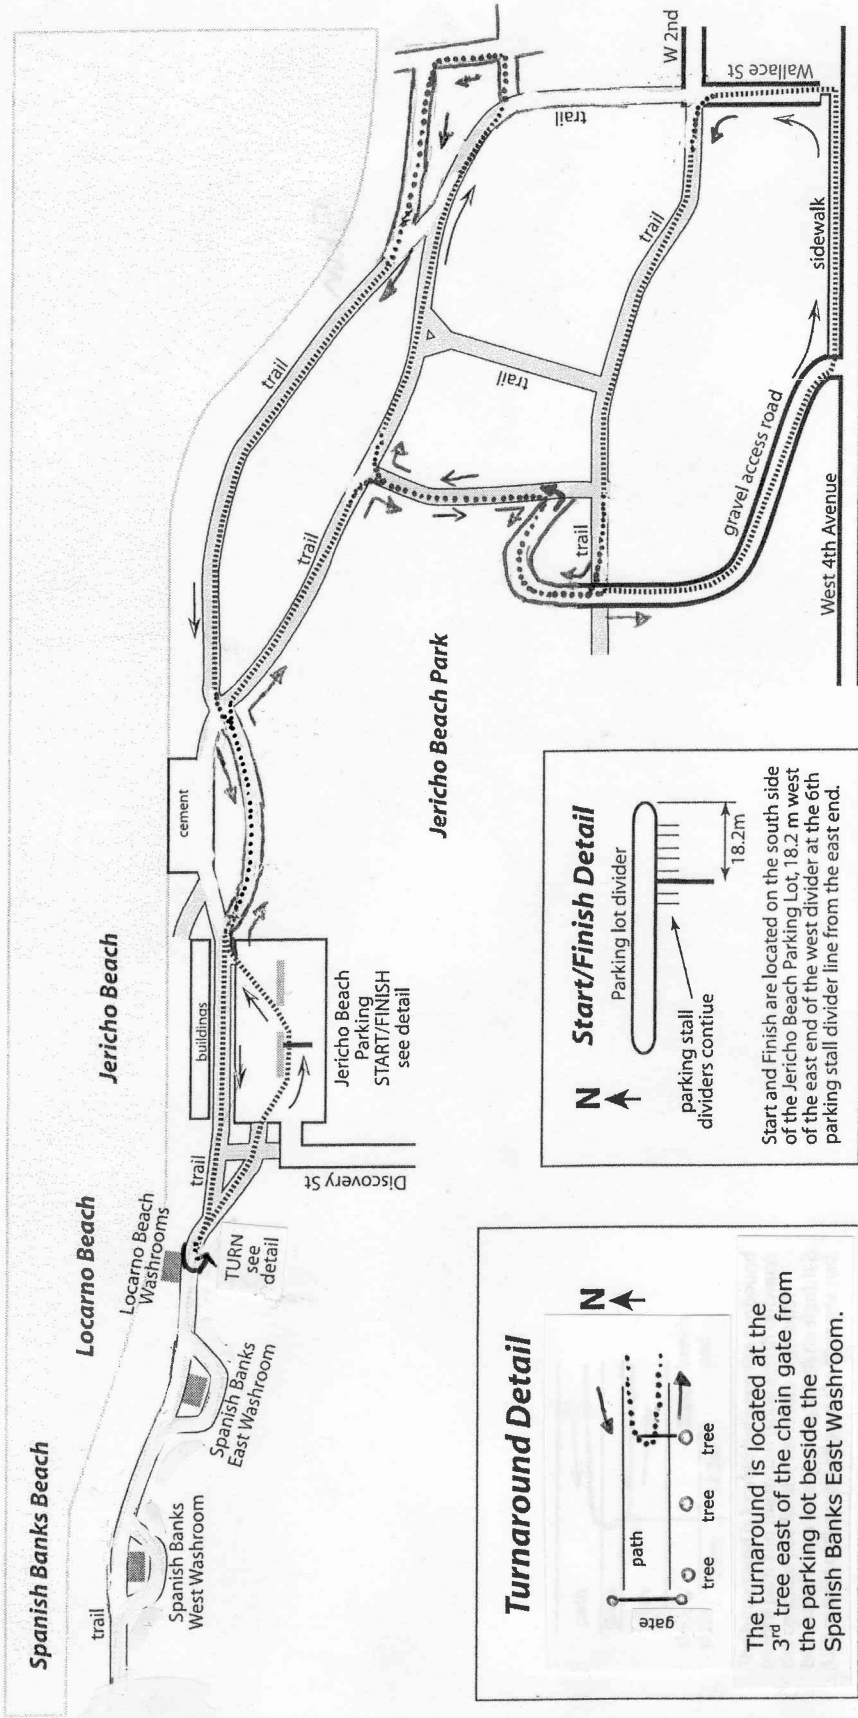 Spanish Banks Beach
Locarno Beach
Jericho Beach
trail
Spanish Banks
West Washroom
Spanish Banks
East Washroom
Locarno Beach
Washrooms
TURN
see
detail
trail
buildings
Discovery St
Jericho Beach
Parking
START/FINISH
see detail
cement
trail
trail
Jericho Beach Park
trail
trail
trail
trail
W 2nd
Wallace St
sidewalk
gravel access road
West 4th Avenue
Turnaround Detail
N
path
gate
tree
tree
tree
The turnaround is located at the
3rd tree east of the chain gate from
the parking lot beside the
Spanish Banks East Washroom.
N
Start/Finish Detail
Parking lot divider
parking stall
dividers contiue
18.2m
Start and Finish are located on the south side
of the Jericho Beach Parking Lot, 18.2 m west
of the east end of the west divider at the 6th
parking stall divider line from the east end.